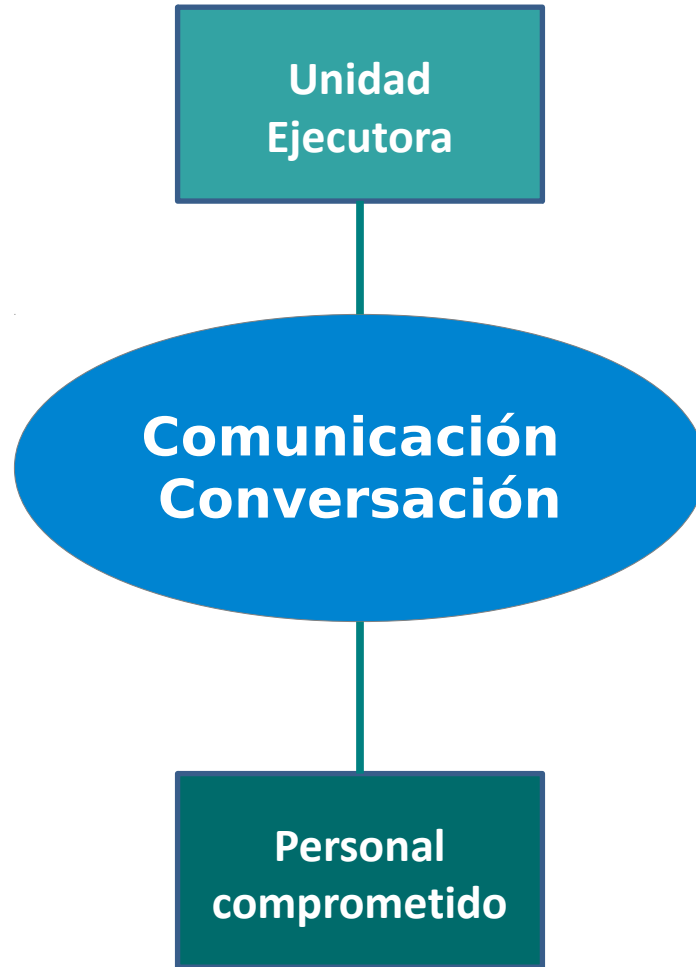 Unidad
Ejecutora
Comunicación
Conversación
Personal
comprometido